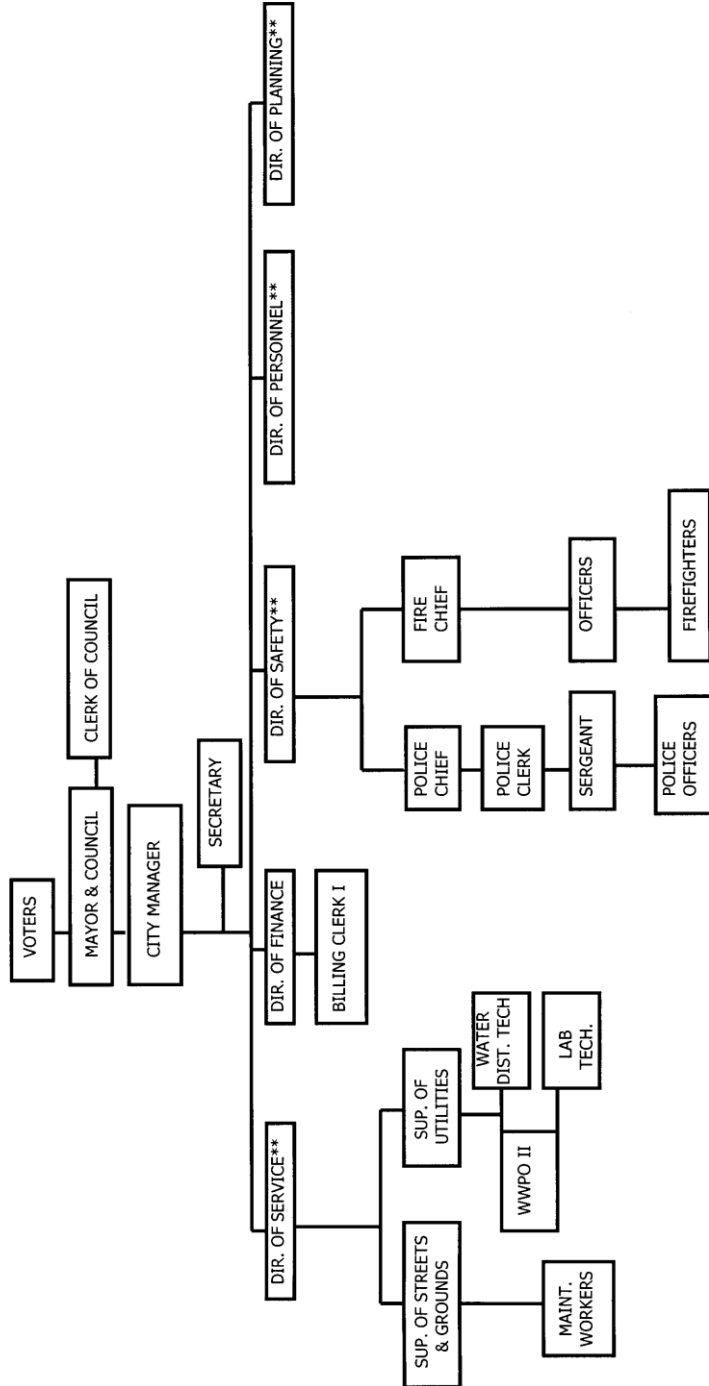 VOTERS
MAYOR & COUNCIL
CLERK OF COUNCIL
CITY MANAGER
SECRETARY
DIR. OF SERVICE**
DIR. OF FINANCE
DIR. OF SAFETY**
DIR. OF PERSONNEL**
DIR. OF PLANNING**
BILLING CLERK I
SUP. OF STREETS
& GROUNDS
SUP. OF
UTILITIES
POLICE
CHIEF
FIRE
CHIEF
WATER
DIST. TECH
POLICE
CLERK
WWPO II
MAINT.
WORKERS
LAB
TECH.
SERGEANT
OFFICERS
POLICE
OFFICERS
FIREFIGHTERS